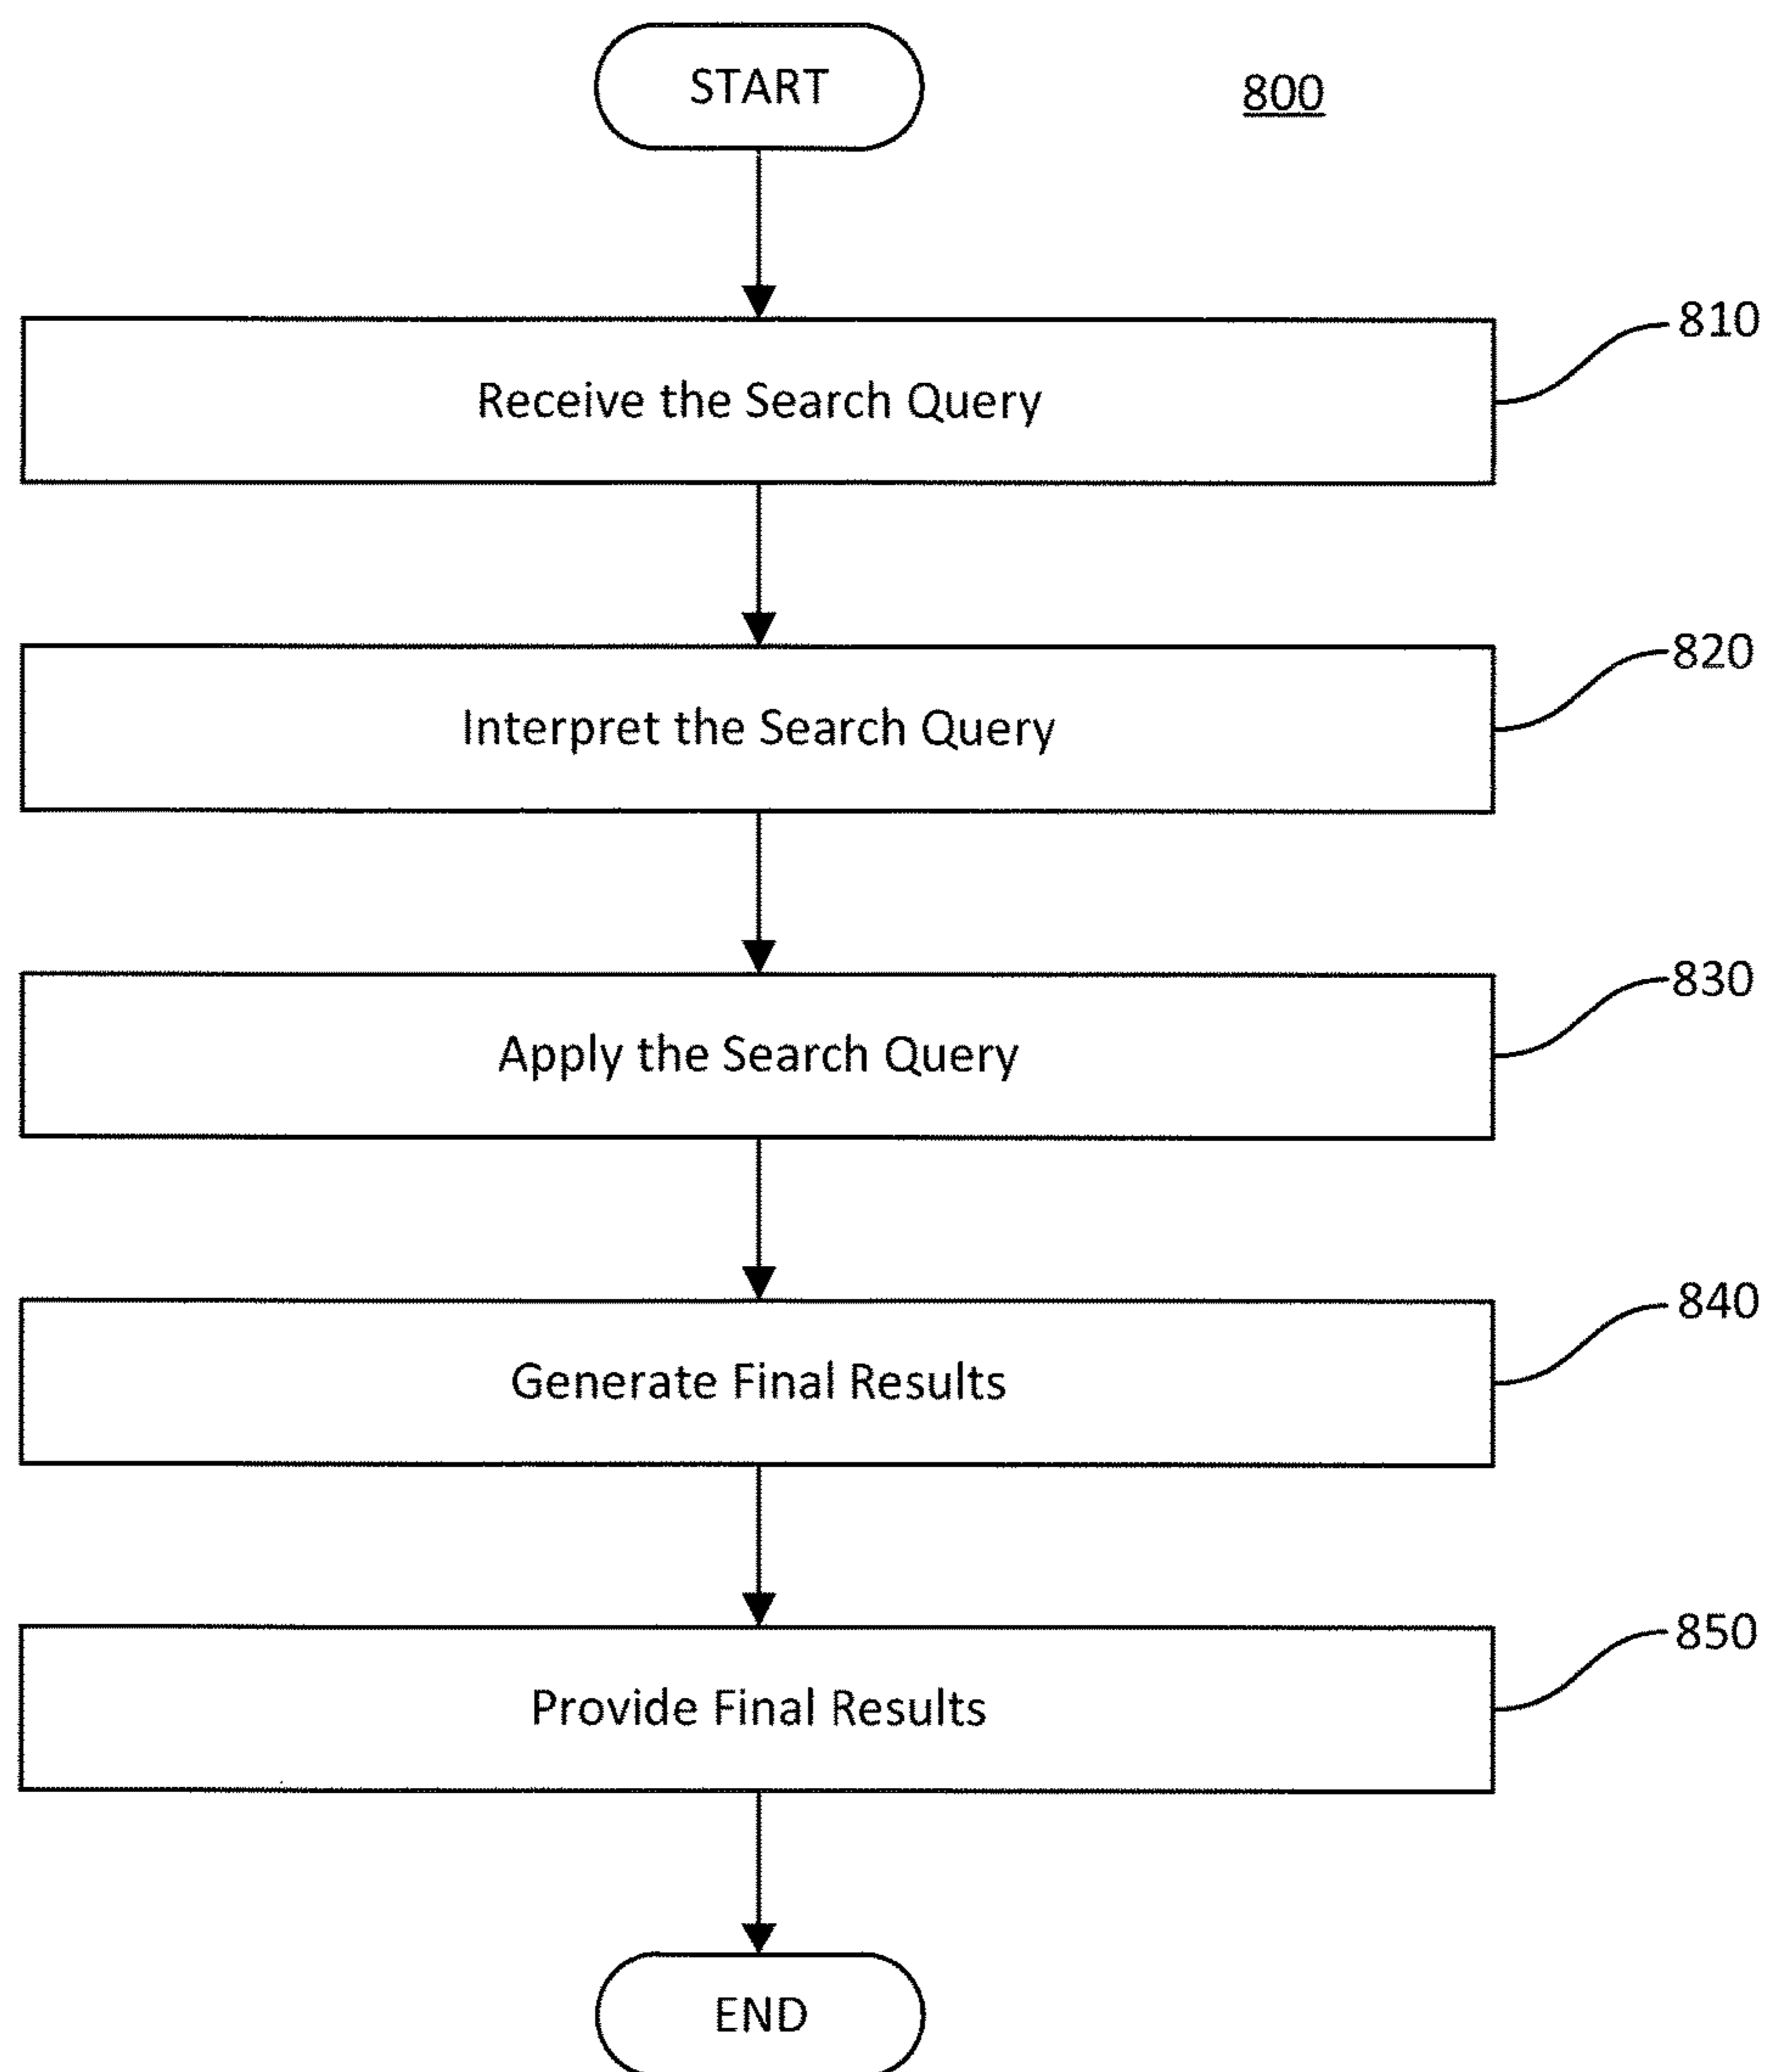 START
800
810
Receive the Search Query
820
Interpret the Search Query
830
Apply the Search Query
840
Generate Final Results
850
Provide Final Results
END